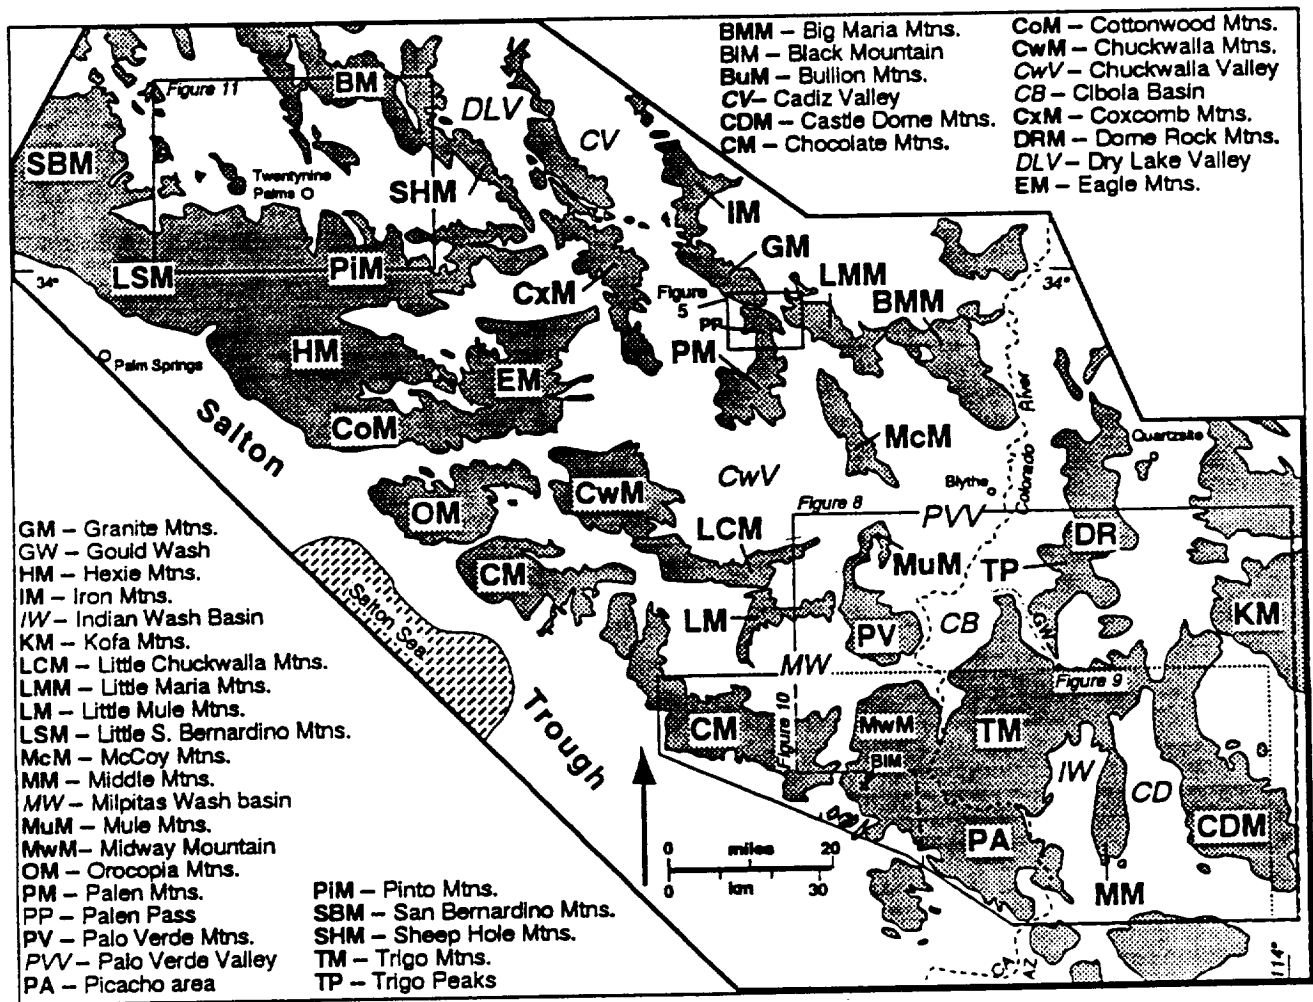 BMM – Big Maria Mtns.
BIM – Black Mountain
BuM – Bullion Mtns.
CV – Cadiz Valley
CDM – Castle Dome Mtns.
CM – Chocolate Mtns.
CoM – Cottonwood Mtns.
CwM – Chuckwalla Mtns.
CwV – Chuckwalla Valley
CB – Cibola Basin
CxM – Coxcomb Mtns.
DRM – Dome Rock Mtns.
DLV – Dry Lake Valley
EM – Eagle Mtns.
Figure 11
BM
DLV
CV
SBM
Twentynine
Palms
SHM
IM
GM
LSM
PiM
CxM
Figure
5
LMM
BMM
34°
34°
PP
PM
HM
EM
Palm Springs
CoM
McM
River
Colorado
Quartzsite
Salton
CwV
Blythe
OM
CwM
Figure 8
PVV
LCM
MuM
TP
DR
CM
Salton Sea
LM
PV
CB
GW
KM
MW
Figure 9
Trough
CM
Figure 10
MwM
BIM
TM
IW
CD
PA
CDM
MM
0 miles 20
0 km 30
CA
AZ
114°
GM – Granite Mtns.
GW – Gould Wash
HM – Hexie Mtns.
IM – Iron Mtns.
IW – Indian Wash Basin
KM – Kofa Mtns.
LCM – Little Chuckwalla Mtns.
LMM – Little Maria Mtns.
LM – Little Mule Mtns.
LSM – Little S. Bernardino Mtns.
McM – McCoy Mtns.
MM – Middle Mtns.
MW – Milpitas Wash basin
MuM – Mule Mtns.
MwM – Midway Mountain
OM – Orocopia Mtns.
PM – Palen Mtns.
PP – Palen Pass
PV – Palo Verde Mtns.
PVV – Palo Verde Valley
PA – Picacho area
PiM – Pinto Mtns.
SBM – San Bernardino Mtns.
SHM – Sheep Hole Mtns.
TM – Trigo Mtns.
TP – Trigo Peaks